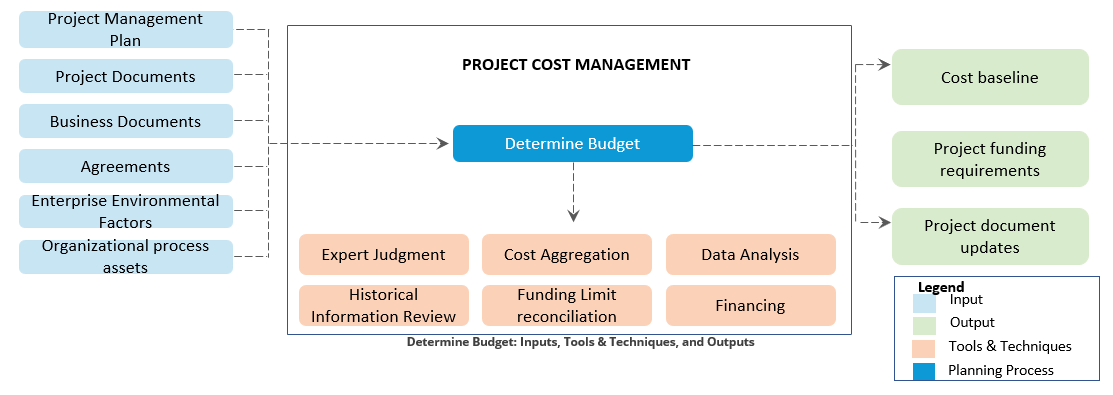 Project Management
Plan
Project Documents
Business Documents
Agreements
Enterprise Environmental
Factors
Organizational process
assets
PROJECT COST MANAGEMENT
Determine Budget
Expert Judgment
Cost Aggregation
Data Analysis
Historical
Information Review
Funding Limit
reconciliation
Financing
Determine Budget: Inputs, Tools & Techniques, and Outputs
Cost baseline
Project funding
requirements
Project document
updates
Legend
Input
Output
Tools & Techniques
Planning Process